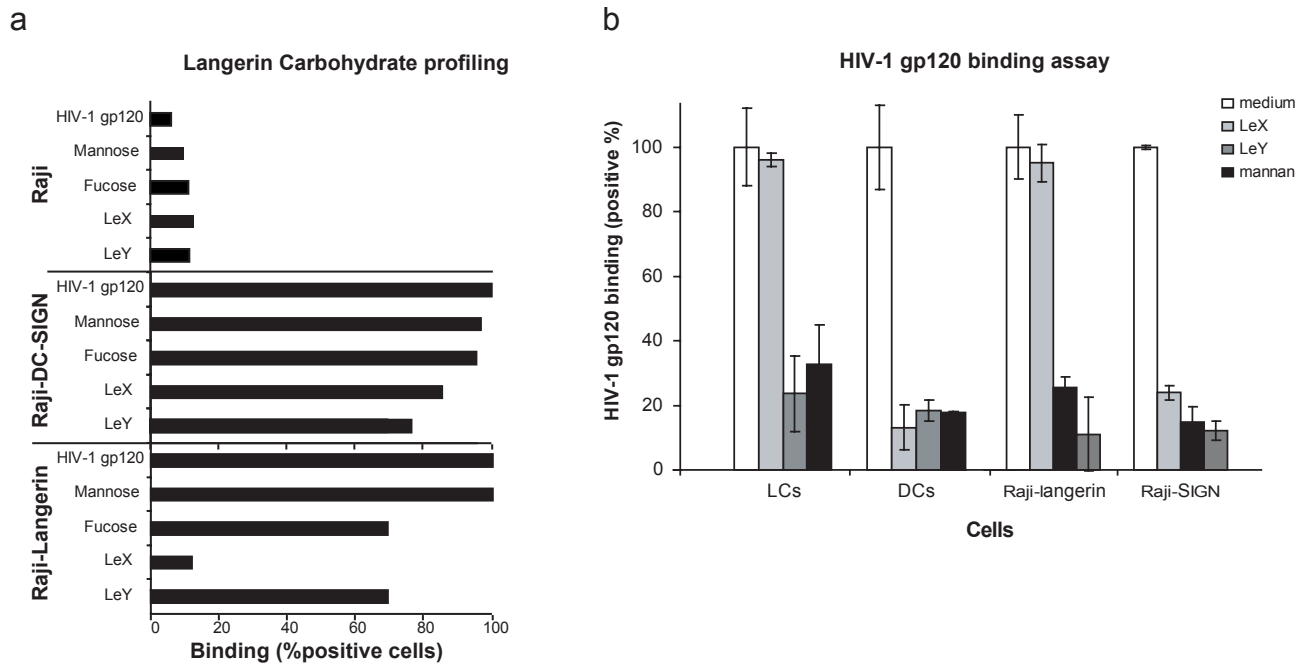 a
Langerin Carbohydrate profiling
Raji
HIV-1 gp120
Mannose
Fucose
LeX
LeY
Raji-DC-SIGN
HIV-1 gp120
Mannose
Fucose
LeX
LeY
Raji-Langerin
HIV-1 gp120
Mannose
Fucose
LeX
LeY
0 20 40 60 80 100
Binding (%positive cells)
b
HIV-1 gp120 binding assay
medium
LeX
LeY
mannan
HIV-1 gp120 binding (positive %)
100
80
60
40
20
0
LCs DCs Raji-langerin Raji-SIGN
Cells